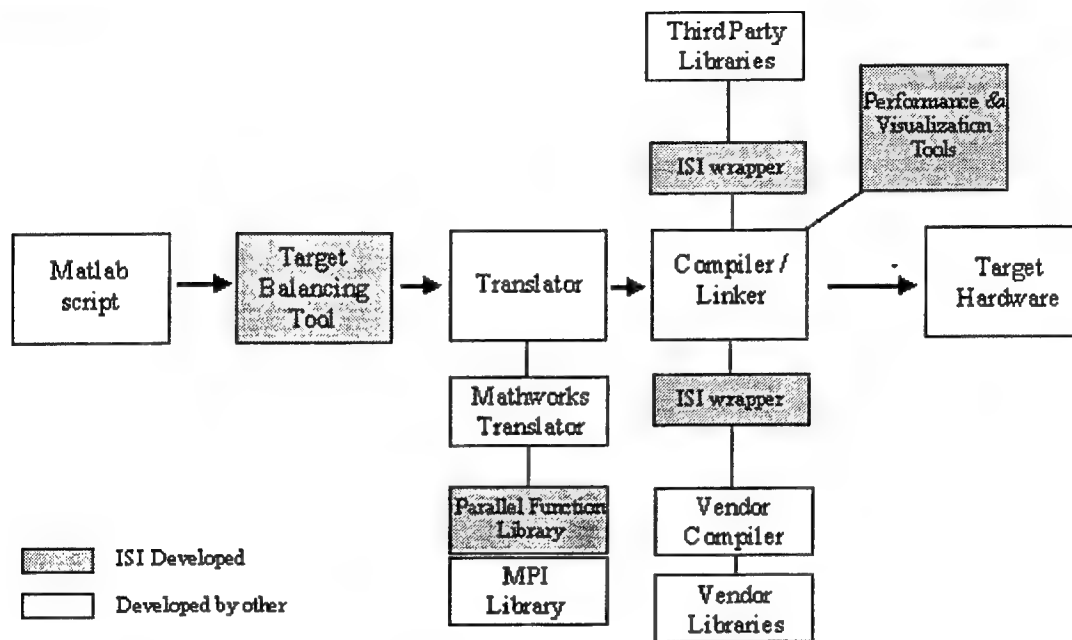 Third Party
Libraries
Performance &
Visualization
Tools
ISI wrapper
Matlab
script
Target
Balancing
Tool
Translator
Compiler /
Linker
Target
Hardware
Mathworks
Translator
ISI wrapper
Parallel Function
Library
MPI
Library
Vendor
Compiler
Vendor
Libraries
ISI Developed
Developed by other